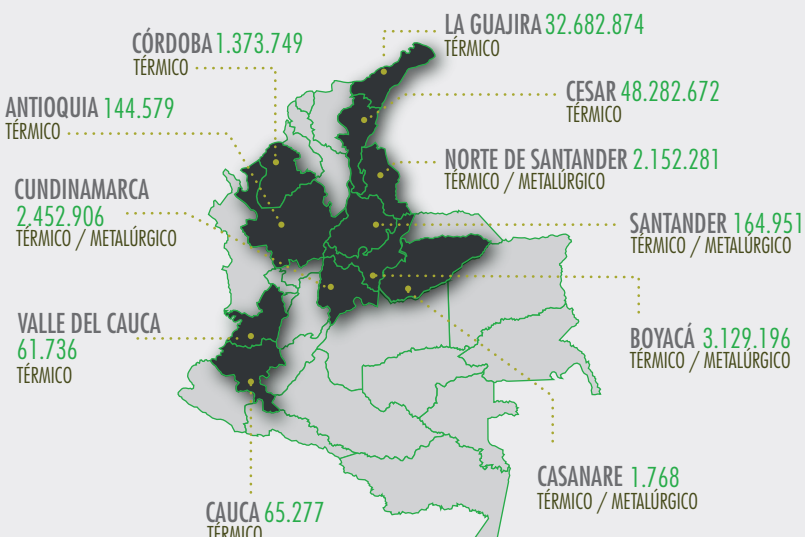 LA GUAJIRA 32.682.874
TÉRMICO
CÓRDOBA 1.373.749
TÉRMICO
CESAR 48.282.672
TÉRMICO
ANTIOQUIA 144.579
TÉRMICO
NORTE DE SANTANDER 2.152.281
TÉRMICO / METALÚRGICO
CUNDINAMARCA
2.452.906
TÉRMICO / METALÚRGICO
SANTANDER 164.951
TÉRMICO / METALÚRGICO
VALLE DEL CAUCA
61.736
TÉRMICO
BOYACÁ 3.129.196
TÉRMICO / METALÚRGICO
CASANARE 1.768
TÉRMICO / METALÚRGICO
CAUCA 65.277
TÉRMICO